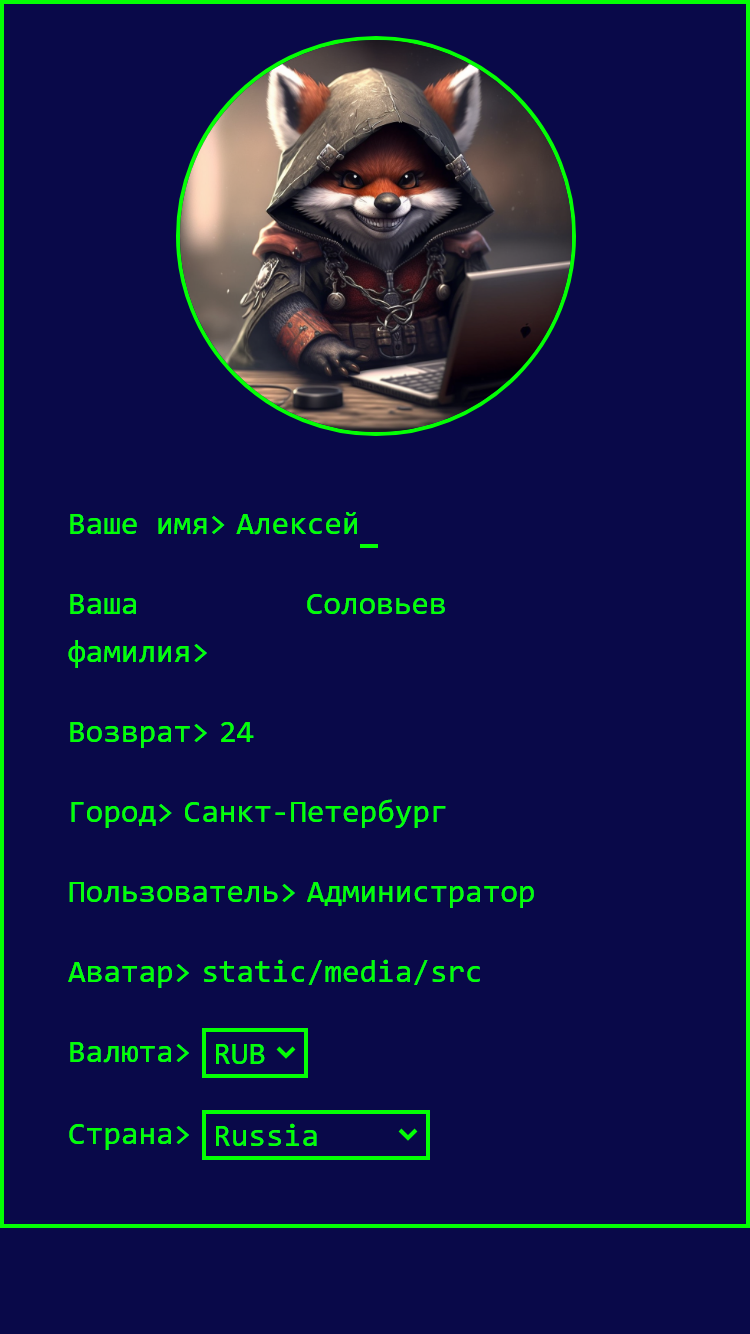 Ваше имя> Алексей_
Ваша Соловьев
фамилия>
Возврат> 24
Город> Санкт-Петербург
Пользователь> Администратор
Аватар> static/media/src
Валюта> RUB
Страна> Russia